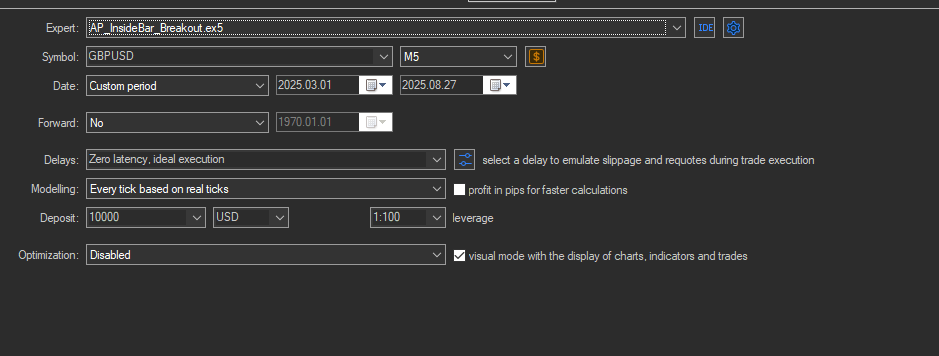 Expert: AP_InsideBar_Breakout.ex5 IDE
Symbol: GBPUSD M5 $
Date: Custom period 2025.03.01 2025.08.27
Forward: No 1970.01.01
Delays: Zero latency, ideal execution select a delay to emulate slippage and requotes during trade execution
Modelling: Every tick based on real ticks profit in pips for faster calculations
Deposit: 10000 USD 1:100 leverage
Optimization: Disabled visual mode with the display of charts, indicators and trades